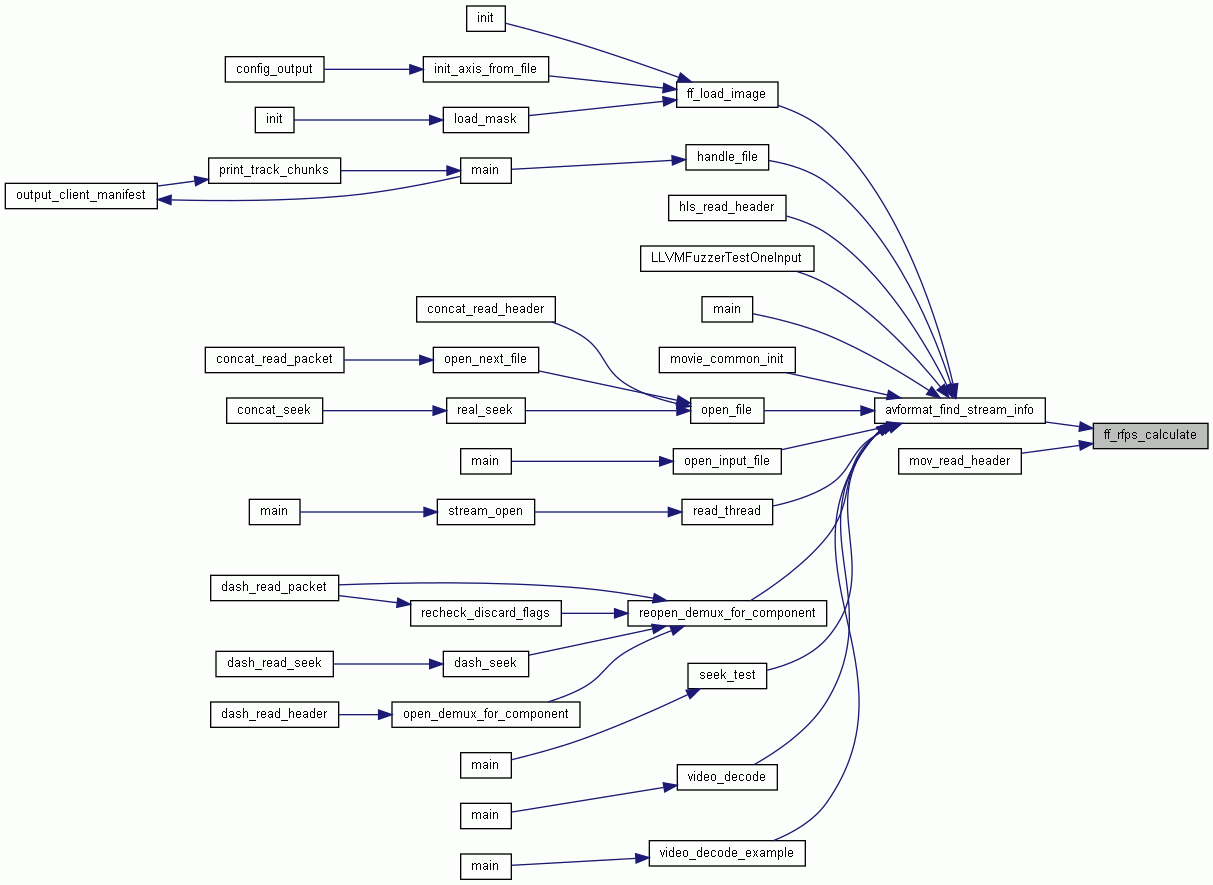 init
config_output
init_axis_from_file
ff_load_image
init
load_mask
handle_file
print_track_chunks
main
output_client_manifest
hls_read_header
LLVMFuzzerTestOneInput
concat_read_header
main
concat_read_packet
open_next_file
movie_common_init
concat_seek
real_seek
open_file
avformat_find_stream_info
ff_rfps_calculate
main
open_input_file
mov_read_header
main
stream_open
read_thread
dash_read_packet
recheck_discard_flags
reopen_demux_for_component
dash_read_seek
dash_seek
seek_test
dash_read_header
open_demux_for_component
main
video_decode
main
video_decode_example
main